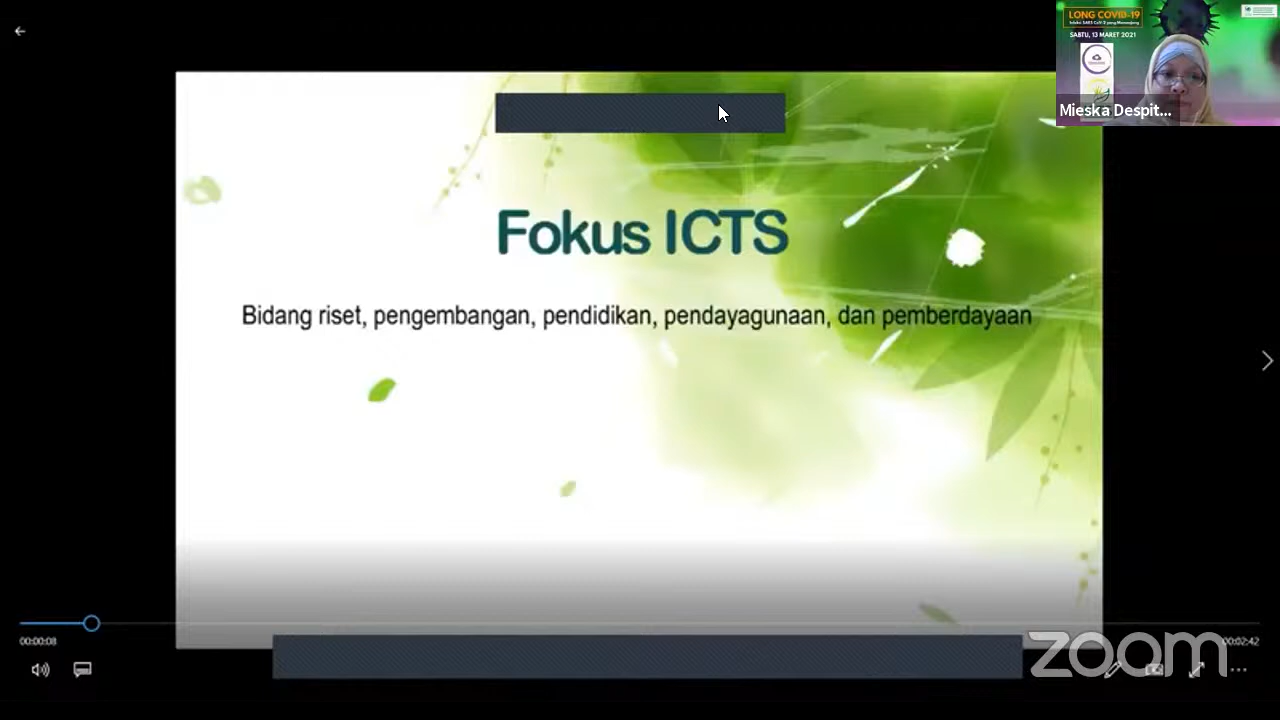 LONG COVID-19
SABTU, 13 MARET 2021
Mieska Despit...
Fokus ICTS
Bidang riset, pengembangan, pendidikan, pendayagunaan, dan pemberdayaan
00:00:08
00:02:42
zoom